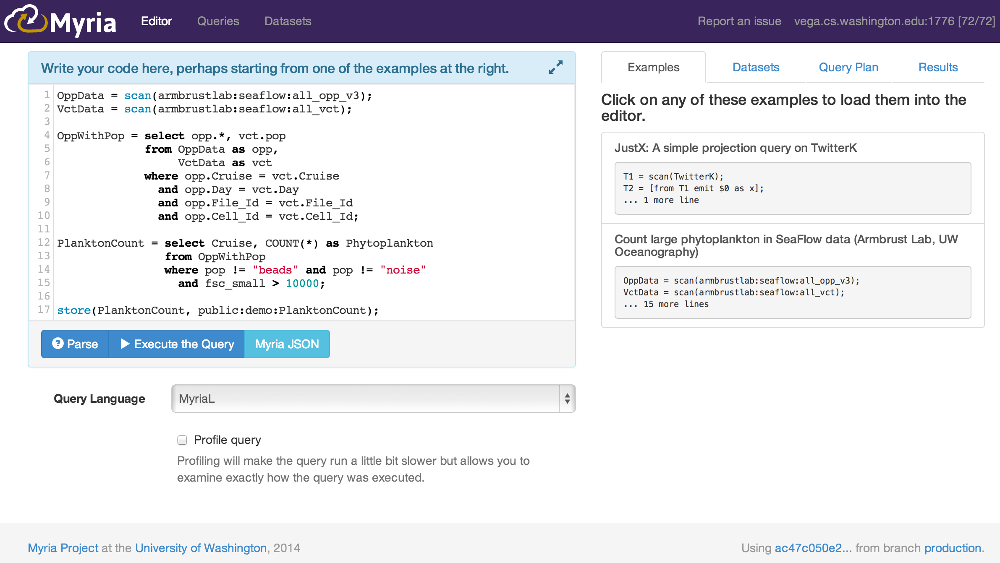 Myria
Editor
Queries
Datasets
Report an issue
vega.cs.washington.edu:1776 [72/72]
Write your code here, perhaps starting from one of the examples at the right.
1 OppData = scan(armbrustlab:seaflow:all_opp_v3);
2 VctData = scan(armbrustlab:seaflow:all_vct);
3
4 OppWithPop = select opp.*, vct.pop
5 from OppData as opp,
6 VctData as vct
7 where opp.Cruise = vct.Cruise
8 and opp.Day = vct.Day
9 and opp.File_Id = vct.File_Id
10 and opp.Cell_Id = vct.Cell_Id;
11
12 PlanktonCount = select Cruise, COUNT(*) as Phytoplankton
13 from OppWithPop
14 where pop != "beads" and pop != "noise"
15 and fsc_small > 10000;
16
17 store(PlanktonCount, public:demo:PlanktonCount);
? Parse
Execute the Query
Myria JSON
Query Language
MyriaL
Profile query
Profiling will make the query run a little bit slower but allows you to
examine exactly how the query was executed.
Examples
Datasets
Query Plan
Results
Click on any of these examples to load them into the
editor.
JustX: A simple projection query on TwitterK
T1 = scan(TwitterK);
T2 = [from T1 emit $0 as x];
... 1 more line
Count large phytoplankton in SeaFlow data (Armbrust Lab, UW
Oceanography)
OppData = scan(armbrustlab:seaflow:all_opp_v3);
VctData = scan(armbrustlab:seaflow:all_vct);
... 15 more lines
Myria Project at the University of Washington, 2014
Using ac47c050e2... from branch production.